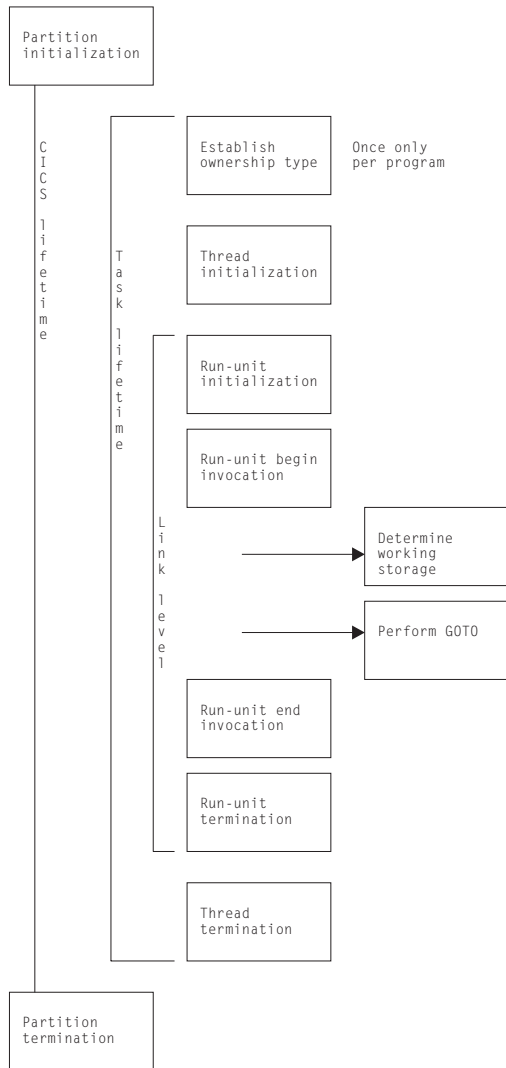 Partition
initialization
CICS lifetime
Establish
ownership type
Once only
per program
Task lifetime
Thread
initialization
Run-unit
initialization
Run-unit begin
invocation
Link level
Determine
working
storage
Perform GOTO
Run-unit end
invocation
Run-unit
termination
Thread
termination
Partition
termination